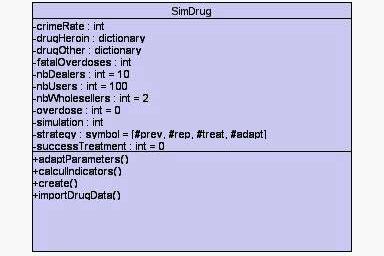 SimDrug
-crimeRate : int
-drugHeroin : dictionary
-drugOther : dictionary
-fatalOverdoses : int
-nbDealers : int = 10
-nbUsers : int = 100
-nbWholesellers : int = 2
-overdose : int = 0
-simulation : int
-strategy : symbol = [#prev, #rep, #treat, #adapt]
-successTreatment : int = 0
+adaptParameters()
+calculIndicators()
+create()
+importDrugData()